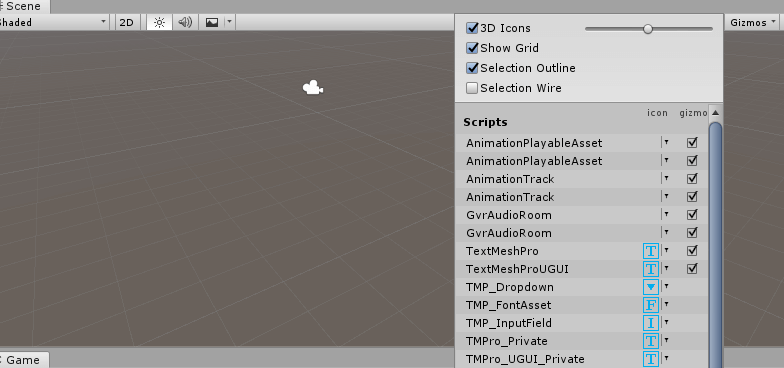 Scene
Shaded
2D
Gizmos
3D Icons
Show Grid
Selection Outline
Selection Wire
icon gizmo
Scripts
AnimationPlayableAsset
AnimationPlayableAsset
AnimationTrack
AnimationTrack
GvrAudioRoom
GvrAudioRoom
TextMeshPro T
TextMeshProUGUI T
TMP_Dropdown
TMP_FontAsset F
TMP_InputField I
TMPro_Private T
TMPro_UGUI_Private T
Game